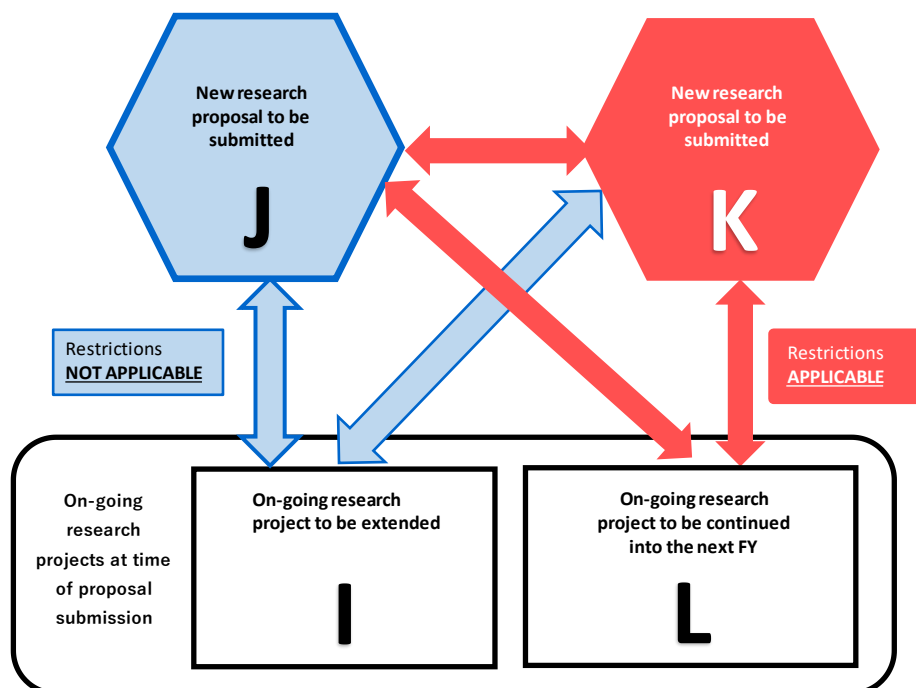 New research
proposal to be
submitted
J
New research
proposal to be
submitted
K
Restrictions
NOT APPLICABLE
Restrictions
APPLICABLE
On-going
research
projects at time
of proposal
submission
On-going research
project to be extended
I
On-going research
project to be continued
into the next FY
L